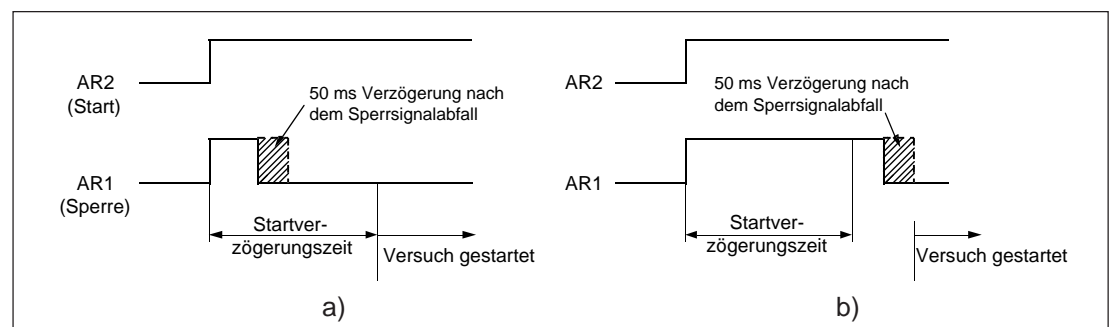 AR2
(Start)
50 ms Verzögerung nach
dem Sperrsignalabfall
AR1
(Sperre)
Startver-
zögerungszeit
Versuch gestartet
a)
AR2
50 ms Verzögerung nach
dem Sperrsignalabfall
AR1
Startver-
zögerungszeit
Versuch gestartet
b)